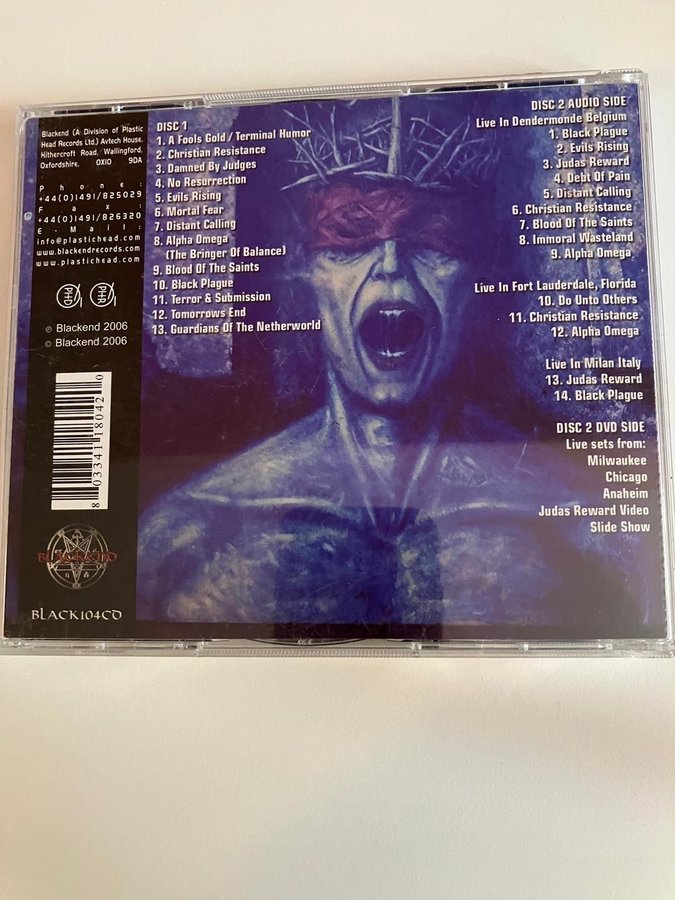 Blackend (A Division of Plastic
Head Records Ltd.) Avtech House,
Hithercroft Road, Wallingford,
Oxfordshire, OX10 9DA
Phone:
+44(0)1491/825029
Fax:
+44(0)1491/826320
E-Mail:
info@plastichead.com
www.blackendrecords.com
www.plastichead.com
PHD PHD
℗ Blackend 2006
© Blackend 2006
8 03341 18042 0
BLACKEND
BLACK104CD
DISC 1
1. A Fools Gold / Terminal Humor
2. Christian Resistance
3. Damned By Judges
4. No Resurrection
5. Evils Rising
6. Mortal Fear
7. Distant Calling
8. Alpha Omega
(The Bringer Of Balance)
9. Blood Of The Saints
10. Black Plague
11. Terror & Submission
12. Tomorrows End
13. Guardians Of The Netherworld
DISC 2 AUDIO SIDE
Live In Dendermonde Belgium
1. Black Plague
2. Evils Rising
3. Judas Reward
4. Debt Of Pain
5. Distant Calling
6. Christian Resistance
7. Blood Of The Saints
8. Immoral Wasteland
9. Alpha Omega
Live In Fort Lauderdale, Florida
10. Do Unto Others
11. Christian Resistance
12. Alpha Omega
Live In Milan Italy
13. Judas Reward
14. Black Plague
DISC 2 DVD SIDE
Live sets from:
Milwaukee
Chicago
Anaheim
Judas Reward Video
Slide Show